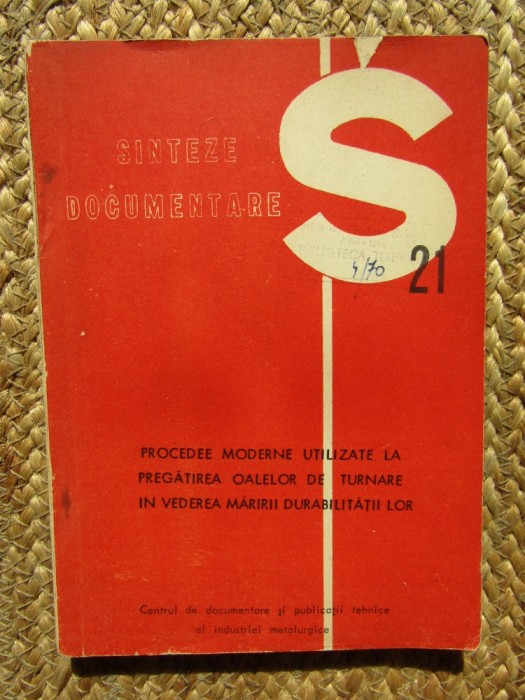 SINTEZE
DOCUMENTARE
S
BIBLIOTECA
4/70
21
PROCEDEE MODERNE UTILIZATE LA
PREGĂTIREA OALELOR DE TURNARE
IN VEDEREA MĂRIRII DURABILITĂȚII LOR
Centrul de documentare și publicații tehnice
al industriei metalurgice